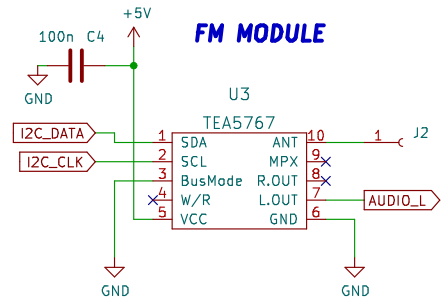 +5V
FM MODULE
100n C4
GND
U3
TEA5767
I2C_DATA
I2C_CLK
1 SDA
2 SCL
3 BusMode
4 W/R
5 VCC
ANT 10
MPX 9
R.OUT 8
L.OUT 7
GND 6
1 J2
AUDIO_L
GND
GND